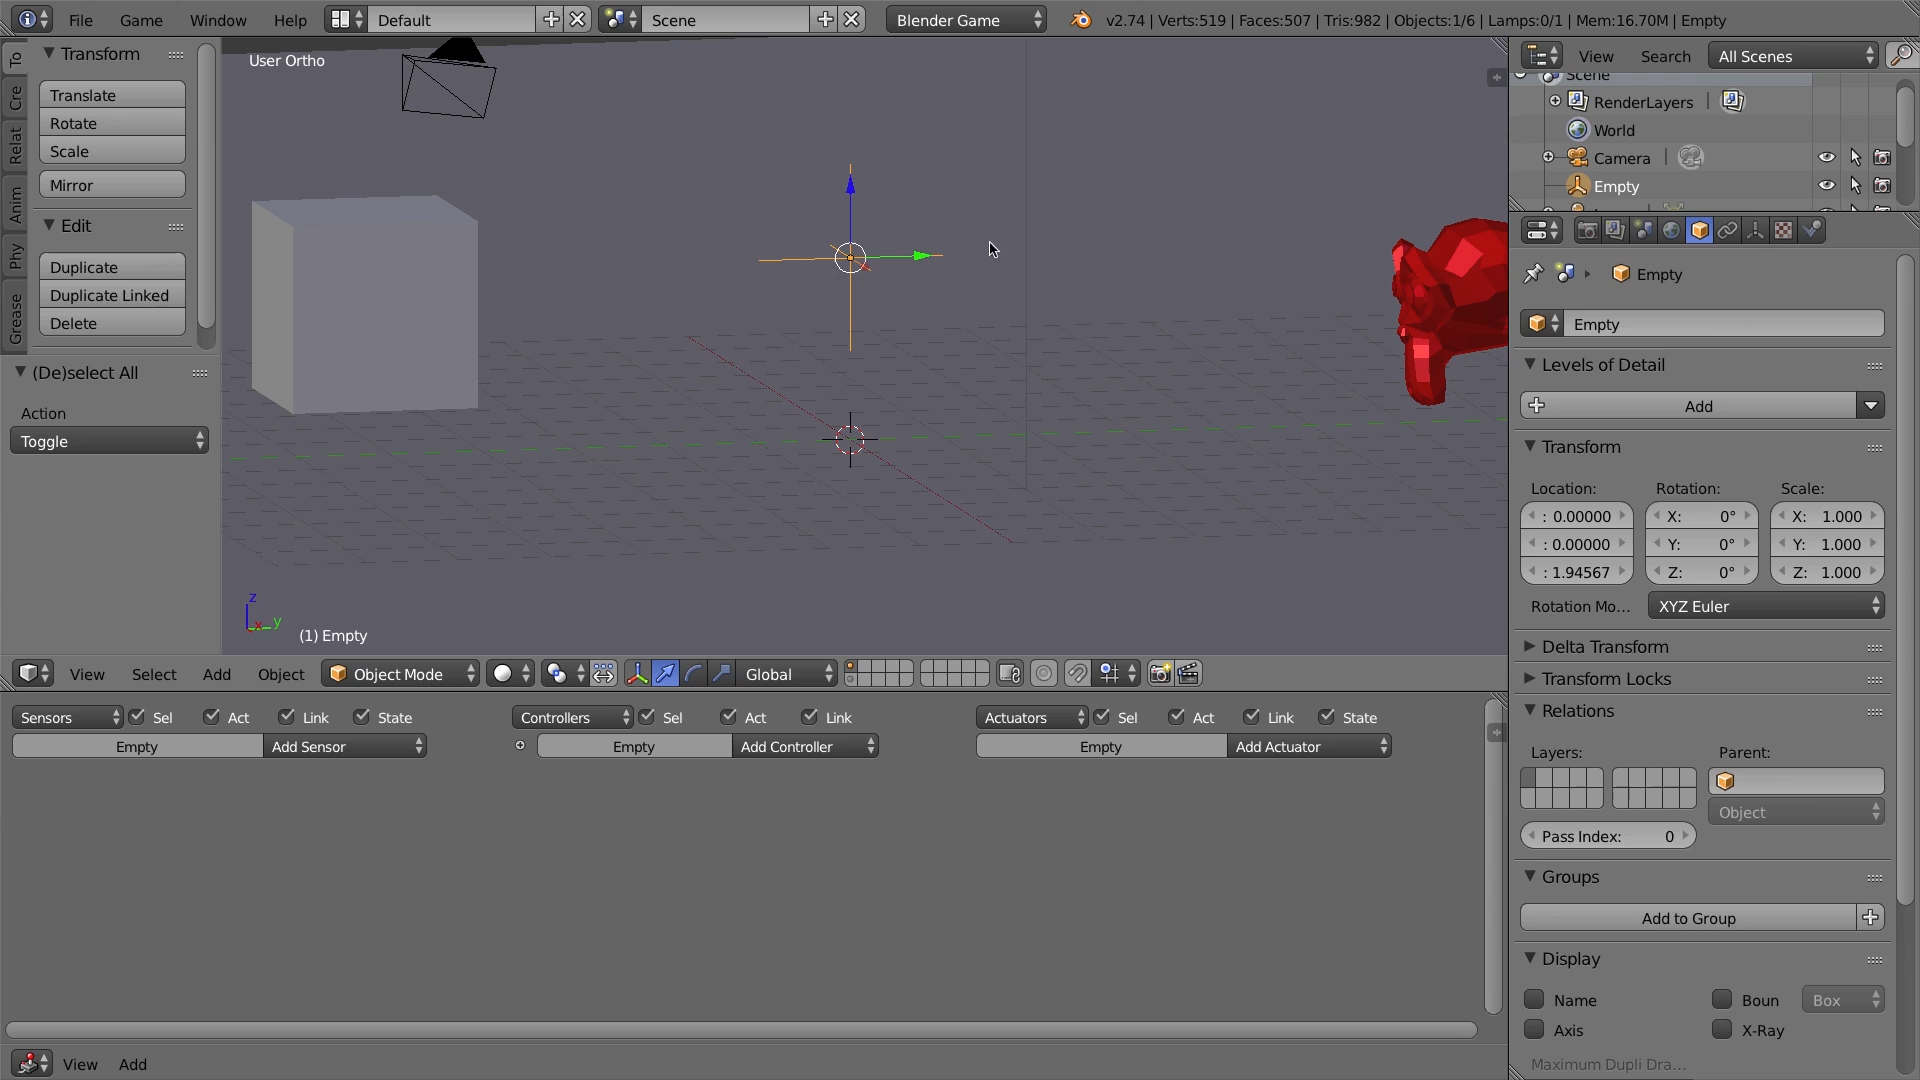 File Game Window Help Default Scene Blender Game v2.74 | Verts:519 | Faces:507 | Tris:982 | Objects:1/6 | Lamps:0/1 | Mem:16.70M | Empty
To
Cre
Relat
Anim
Phy
Grease
Transform
Translate
Rotate
Scale
Mirror
Edit
Duplicate
Duplicate Linked
Delete
(De)select All
Action
Toggle
User Ortho
z
x y
(1) Empty
View Select Add Object Object Mode Global
Sensors Sel Act Link State Controllers Sel Act Link Actuators Sel Act Link State
Empty Add Sensor Empty Add Controller Empty Add Actuator
View Add
View Search All Scenes
Scene
RenderLayers
World
Camera
Empty
Empty
Empty
Levels of Detail
Add
Transform
Location: Rotation: Scale:
: 0.00000 X: 0° X: 1.000
: 0.00000 Y: 0° Y: 1.000
: 1.94567 Z: 0° Z: 1.000
Rotation Mo... XYZ Euler
Delta Transform
Transform Locks
Relations
Layers: Parent:
Object
Pass Index: 0
Groups
Add to Group
Display
Name Boun Box
Axis X-Ray
Maximum Dupli Dra...